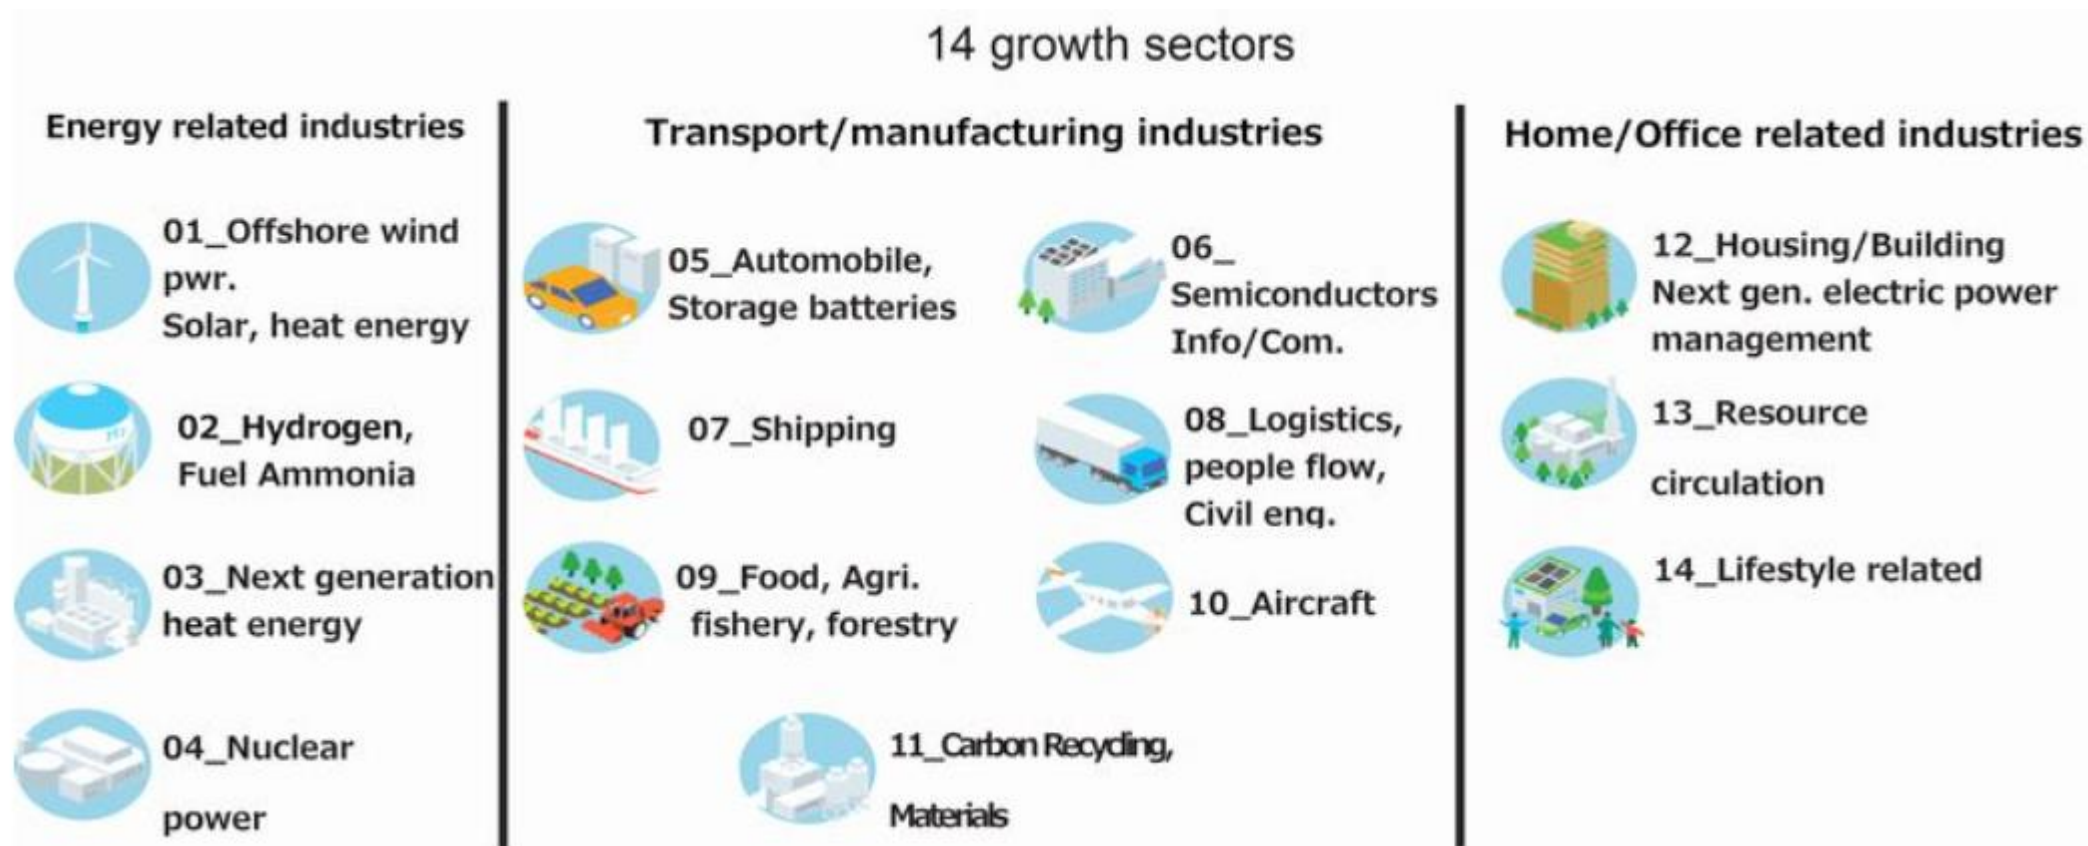 14 growth sectors
Energy related industries
01_Offshore wind
pwr.
Solar, heat energy
02_Hydrogen,
Fuel Ammonia
03_Next generation
heat energy
04_Nuclear
power
Transport/manufacturing industries
05_Automobile,
Storage batteries
06_
Semiconductors
Info/Com.
07_Shipping
08_Logistics,
people flow,
Civil eng.
09_Food, Agri.
fishery, forestry
10_Aircraft
11_Carbon Recycling,
Materials
Home/Office related industries
12_Housing/Building
Next gen. electric power
management
13_Resource
circulation
14_Lifestyle related